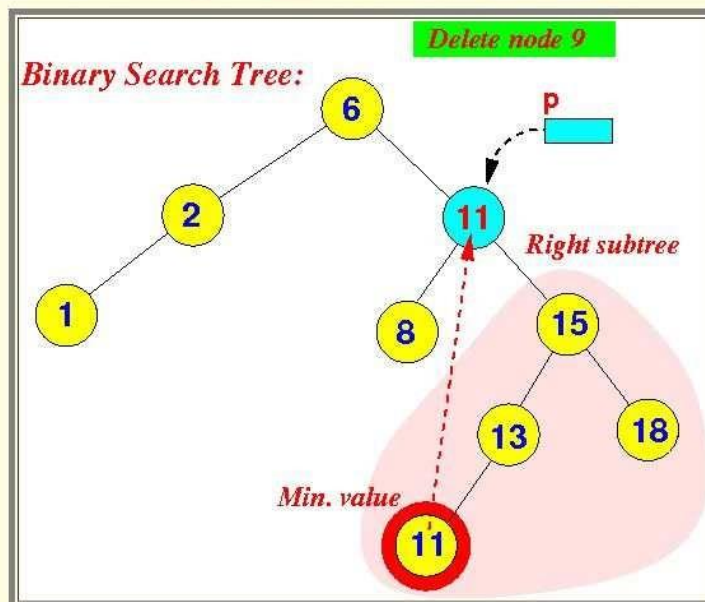 Delete node 9
Binary Search Tree:
p
6
2
11
Right subtree
1
8
15
13
18
Min. value
11